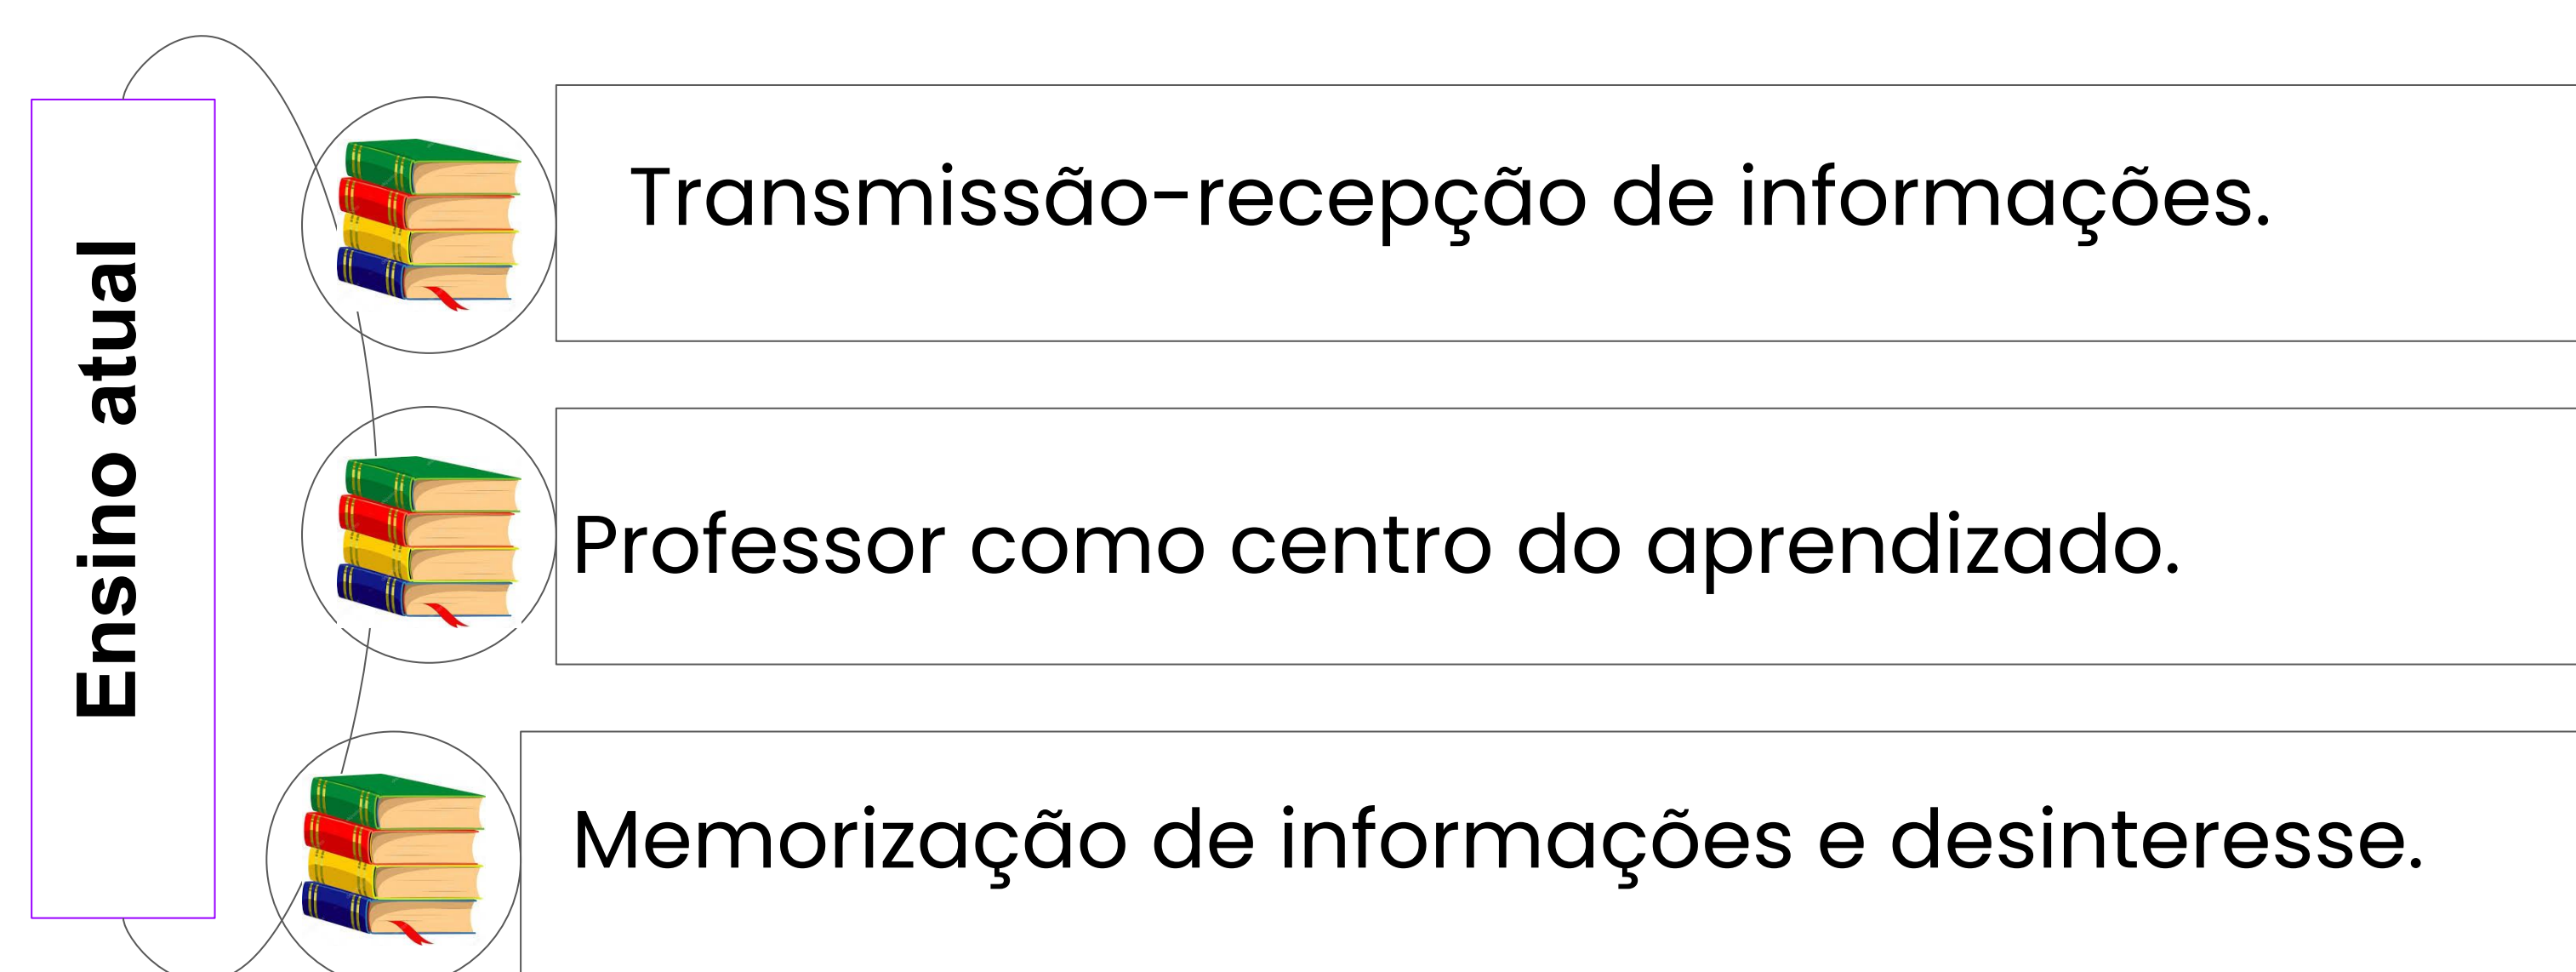 Ensino atual
Transmissão-recepção de informações.
Professor como centro do aprendizado.
Memorização de informações e desinteresse.